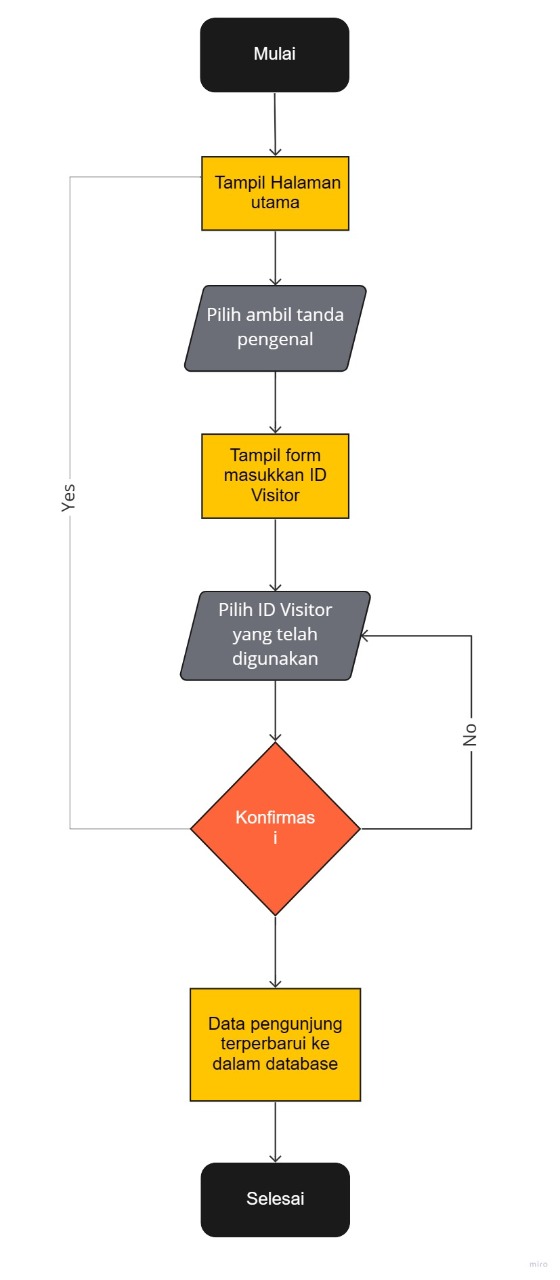 Mulai
Tampil Halaman
utama
Pilih ambil tanda
pengenal
Tampil form
masukkan ID
Visitor
Yes
Pilih ID Visitor
yang telah
digunakan
No
Konfirmas
i
Data pengunjung
terperbarui ke
dalam database
Selesai
miro